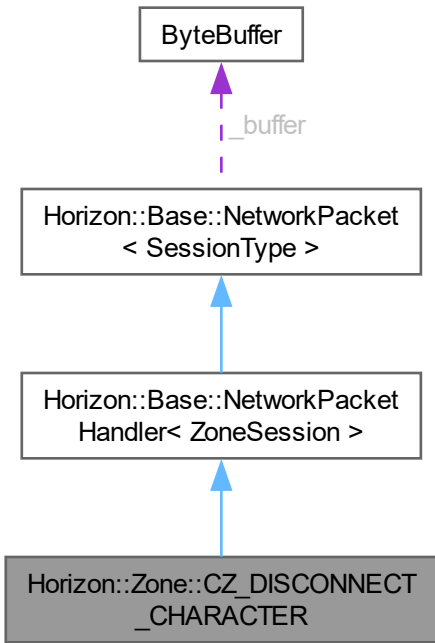 ByteBuffer
_buffer
Horizon::Base::NetworkPacket
< SessionType >
Horizon::Base::NetworkPacket
Handler< ZoneSession >
Horizon::Zone::CZ_DISCONNECT
_CHARACTER